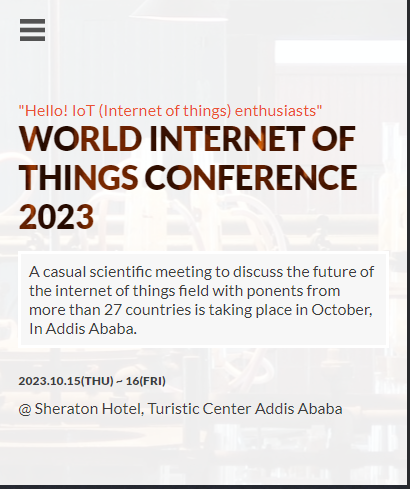 "Hello! IoT (Internet of things) enthusiasts"
WORLD INTERNET OF
THINGS CONFERENCE
2023
A casual scientific meeting to discuss the future of
the internet of things field with ponents from
more than 27 countries is taking place in October,
In Addis Ababa.
2023.10.15(THU) ~ 16(FRI)
@ Sheraton Hotel, Turistic Center Addis Ababa